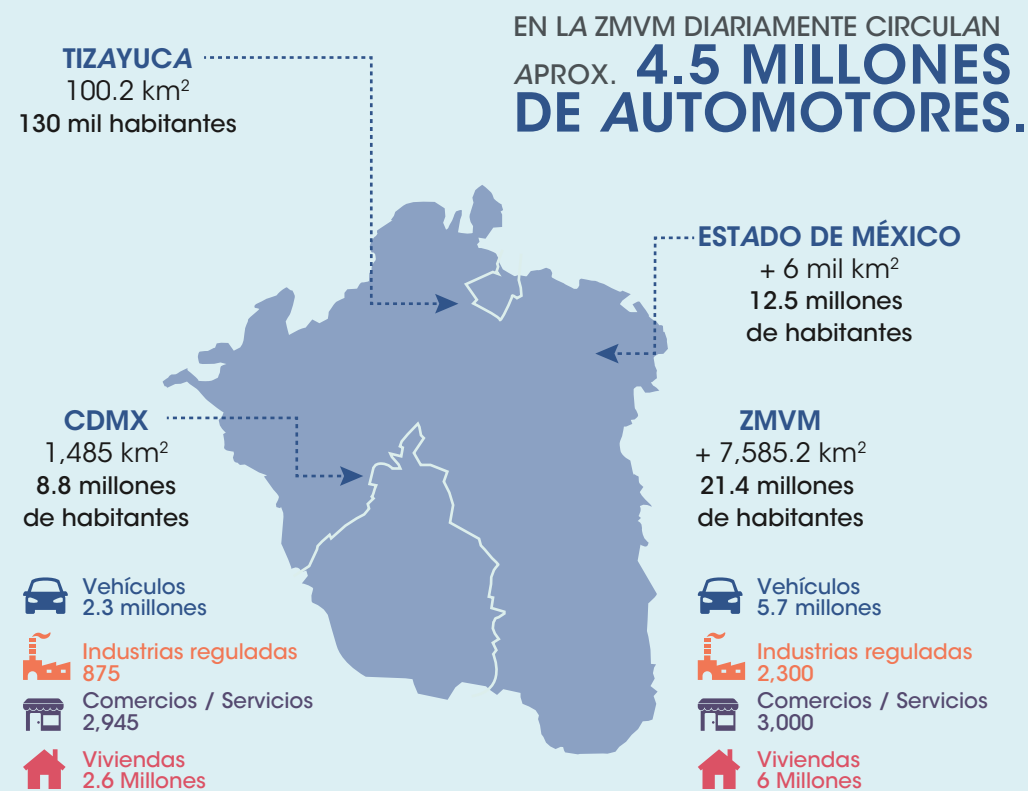 EN LA ZMVM DIARIAMENTE CIRCULAN
APROX. 4.5 MILLONES
DE AUTOMOTORES.
TIZAYUCA
100.2 km²
130 mil habitantes
ESTADO DE MÉXICO
+ 6 mil km²
12.5 millones
de habitantes
CDMX
1,485 km²
8.8 millones
de habitantes
Vehículos
2.3 millones
Industrias reguladas
875
Comercios / Servicios
2,945
Viviendas
2.6 Millones
ZMVM
+ 7,585.2 km²
21.4 millones
de habitantes
Vehículos
5.7 millones
Industrias reguladas
2,300
Comercios / Servicios
3,000
Viviendas
6 Millones